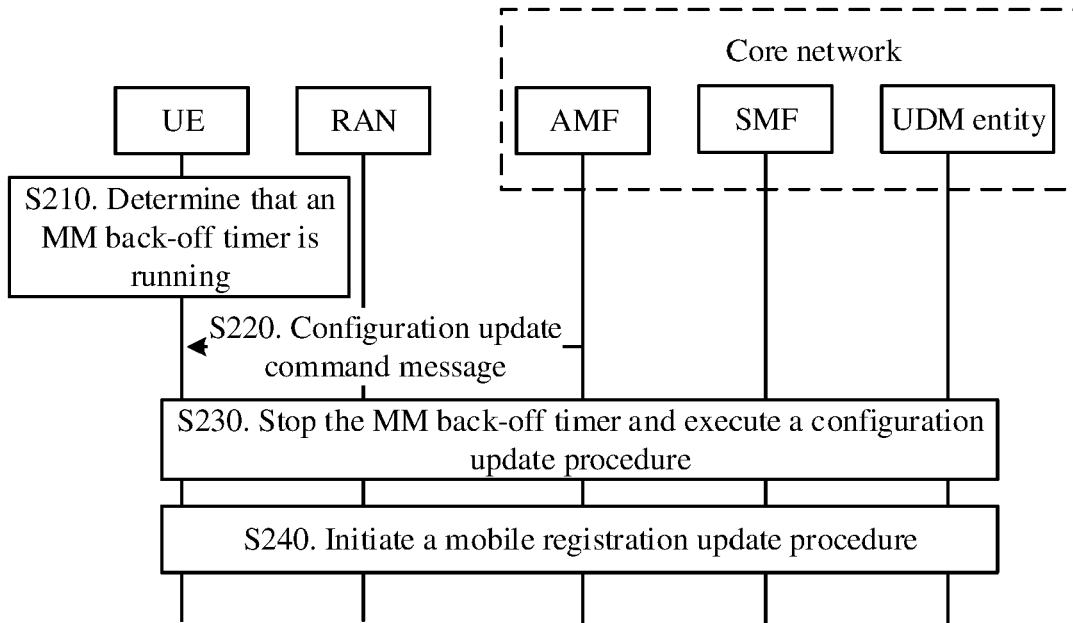 Core network
UE
RAN
AMF
SMF
UDM entity
S210. Determine that an
MM back-off timer is
running
S220. Configuration update
command message
S230. Stop the MM back-off timer and execute a configuration
update procedure
S240. Initiate a mobile registration update procedure